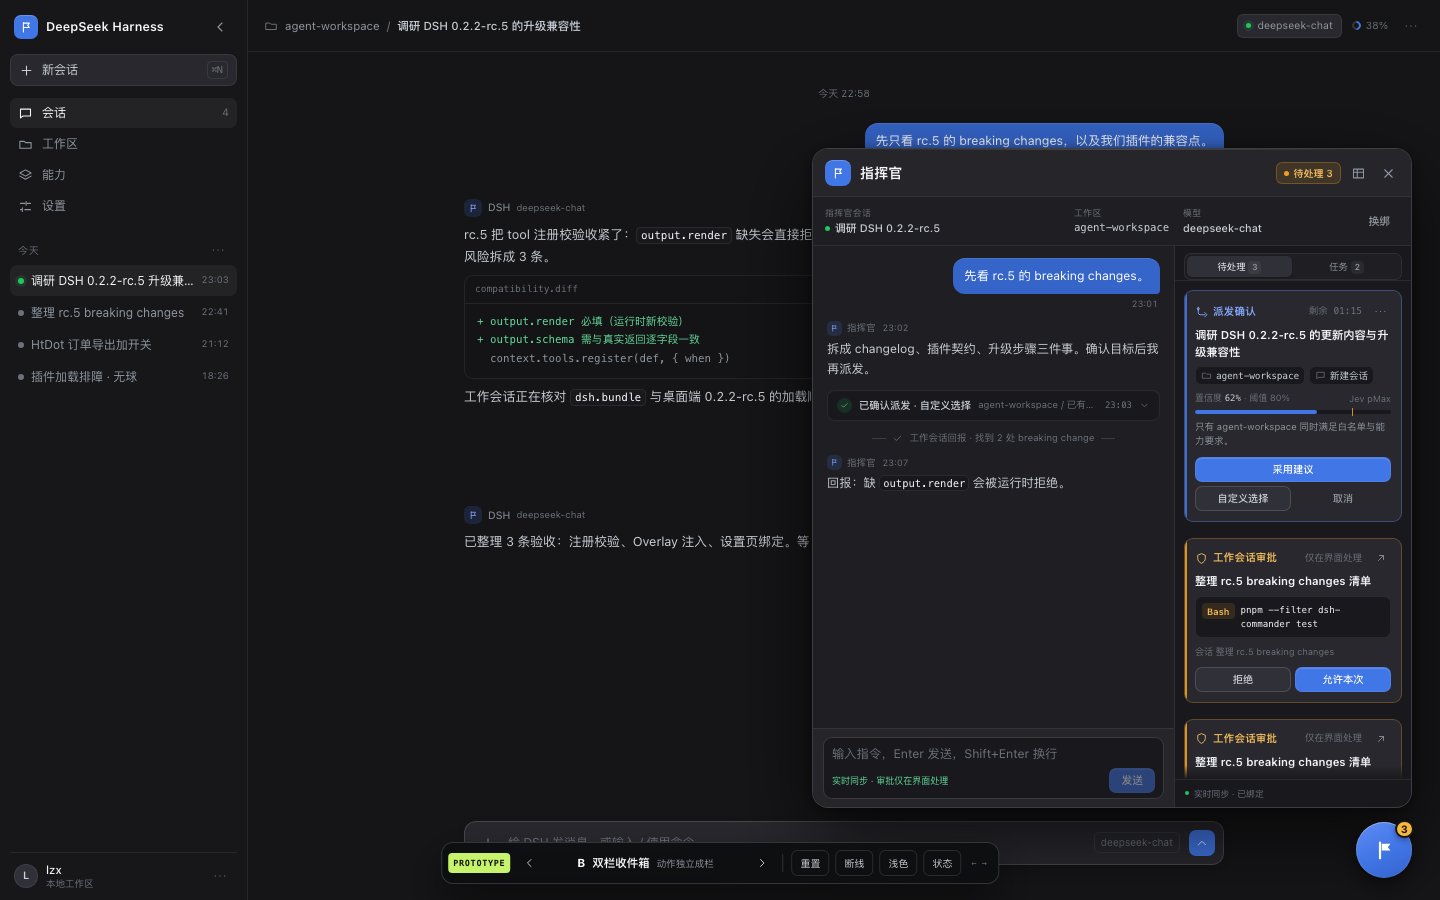 DeepSeek Harness
新会话
⌘N
会话
4
工作区
能力
设置
今天
调研 DSH 0.2.2-rc.5 升级兼...
23:03
整理 rc.5 breaking changes
22:41
HtDot 订单导出加开关
21:12
插件加载排障 · 无球
18:26
L
lzx
本地工作区
agent-workspace / 调研 DSH 0.2.2-rc.5 的升级兼容性
deepseek-chat
38%
今天 22:58
先只看 rc.5 的 breaking changes，以及我们插件的兼容点。
DSH deepseek-chat
rc.5 把 tool 注册校验收紧了： output.render 缺失会直接拒
风险拆成 3 条。
compatibility.diff
+ output.render 必填（运行时新校验）
+ output.schema 需与真实返回逐字段一致
context.tools.register(def, { when })
工作会话正在核对 dsh.bundle 与桌面端 0.2.2-rc.5 的加载
DSH deepseek-chat
已整理 3 条验收：注册校验、Overlay 注入、设置页绑定。等
指挥官
待处理 3
指挥官会话
调研 DSH 0.2.2-rc.5
工作区
agent-workspace
模型
deepseek-chat
换绑
先看 rc.5 的 breaking changes。
23:01
指挥官 23:02
拆成 changelog、插件契约、升级步骤三件事。确认目标后我
再派发。
已确认派发 · 自定义选择 agent-workspace / 已有... 23:03
工作会话回报 · 找到 2 处 breaking change
指挥官 23:07
回报：缺 output.render 会被运行时拒绝。
输入指令，Enter 发送，Shift+Enter 换行
实时同步 · 审批仅在界面处理
发送
待处理 3
任务 2
派发确认
剩余 01:15
调研 DSH 0.2.2-rc.5 的更新内容与升
级兼容性
agent-workspace
新建会话
置信度 62% · 阈值 80%
Jev pMax
只有 agent-workspace 同时满足白名单与能
力要求。
采用建议
自定义选择
取消
工作会话审批
仅在界面处理
整理 rc.5 breaking changes 清单
Bash
pnpm --filter dsh-
commander test
会话 整理 rc.5 breaking changes
拒绝
允许本次
工作会话审批
仅在界面处理
整理 rc.5 breaking changes 清单
实时同步 · 已绑定
给 DSH 发消息，或输入 / 使用命令
deepseek-chat
PROTOTYPE
B 双栏收件箱 动作独立成栏
重置
断线
浅色
状态
← →
3